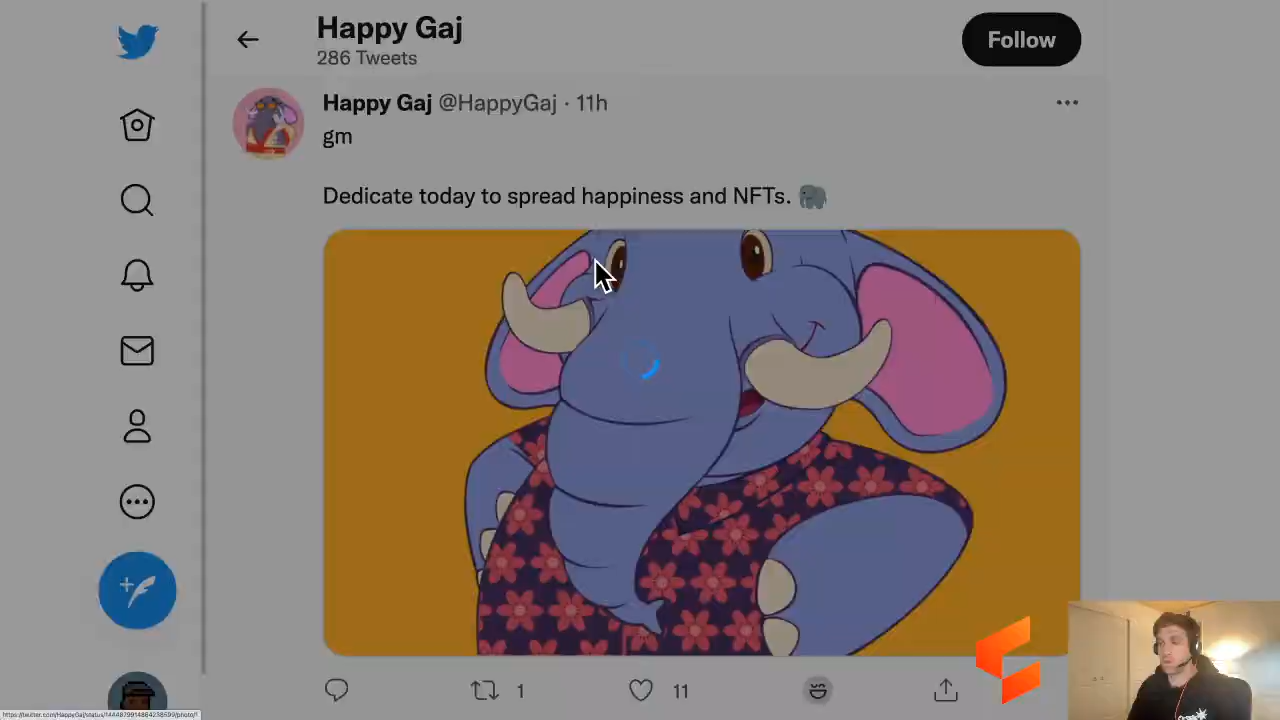 Happy Gaj
286 Tweets
Follow
Happy Gaj @HappyGaj · 11h
gm
Dedicate today to spread happiness and NFTs. 🐘
1
11